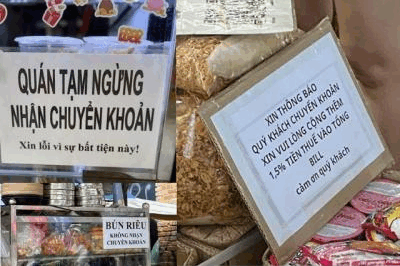 QUÁN TẠM NGỪNG
NHẬN CHUYỂN KHOẢN
Xin lỗi vì sự bất tiện này!
BÚN RIÊU
KHÔNG NHẬN
CHUYỂN KHOẢN
XIN THÔNG BÁO
QUÝ KHÁCH CHUYỂN KHOẢN
XIN VUI LÒNG CỘNG THÊM
1,5% TIỀN THUẾ VÀO TỔNG
BILL
cảm ơn quý khách